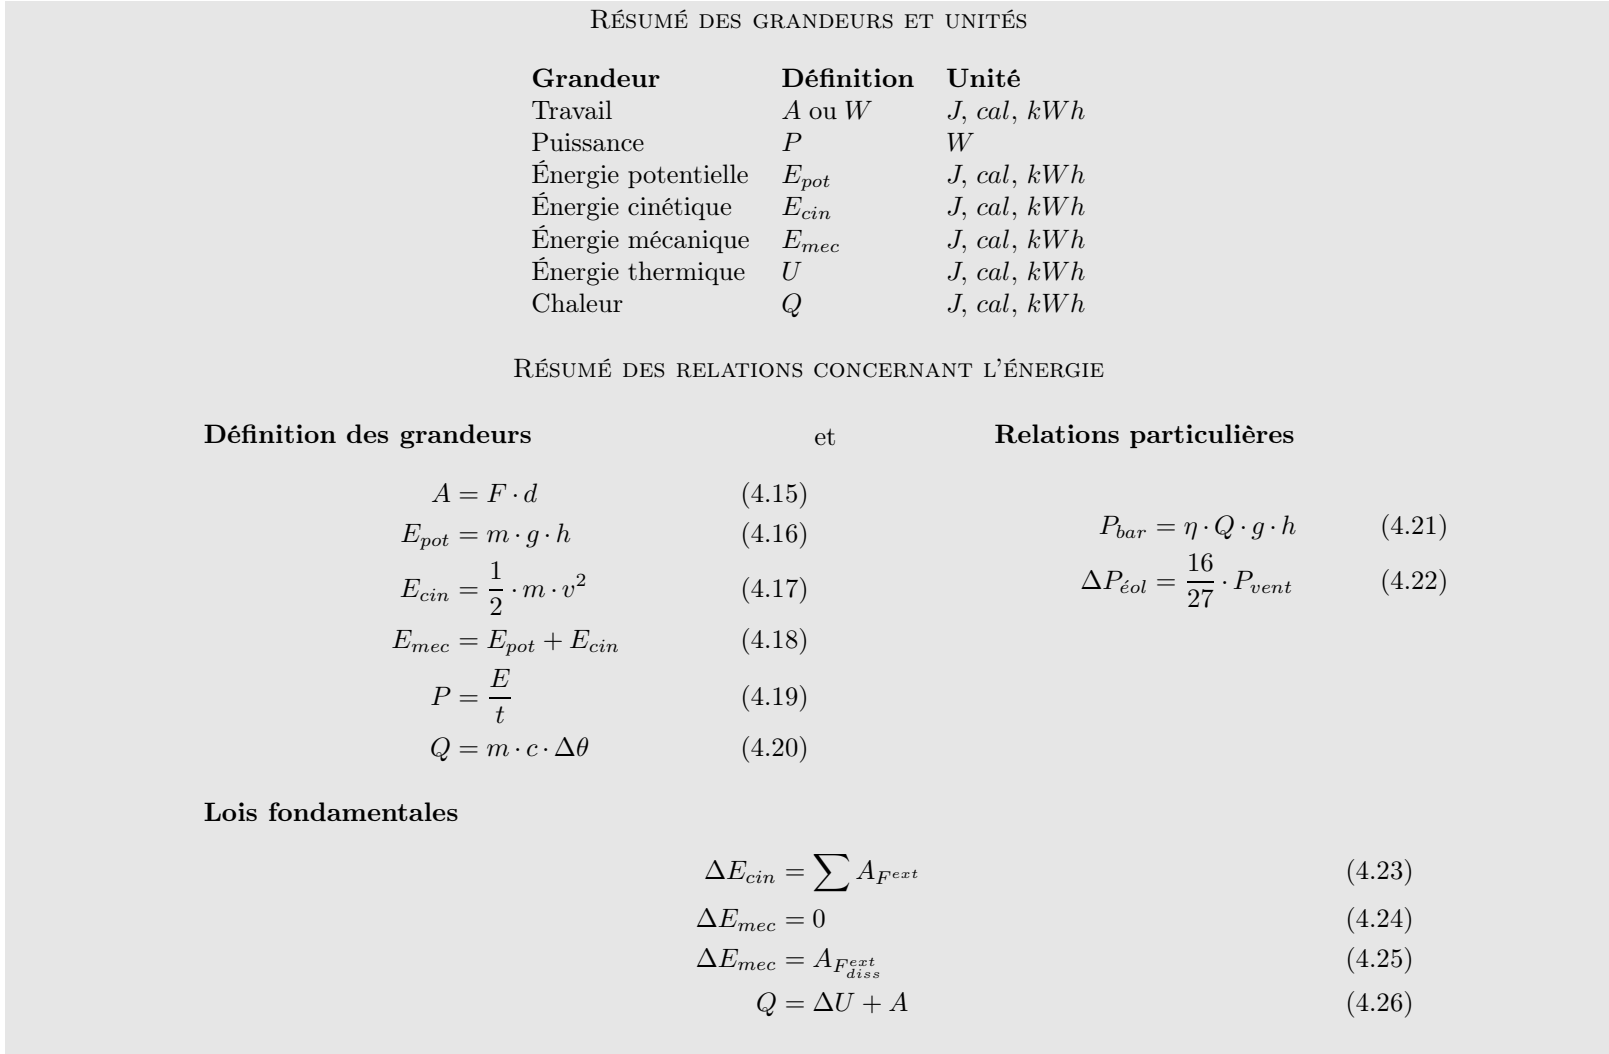 RÉSUMÉ DES GRANDEURS ET UNITÉS
Grandeur Définition Unité
Travail A ou W J, cal, kWh
Puissance P W
Énergie potentielle E_pot J, cal, kWh
Énergie cinétique E_cin J, cal, kWh
Énergie mécanique E_mec J, cal, kWh
Énergie thermique U J, cal, kWh
Chaleur Q J, cal, kWh
RÉSUMÉ DES RELATIONS CONCERNANT L'ÉNERGIE
Définition des grandeurs et Relations particulières
A = F · d (4.15)
E_pot = m · g · h (4.16)
E_cin = 1/2 · m · v² (4.17)
E_mec = E_pot + E_cin (4.18)
P = E/t (4.19)
Q = m · c · Δθ (4.20)
P_bar = η · Q · g · h (4.21)
ΔP_éol = 16/27 · P_vent (4.22)
Lois fondamentales
ΔE_cin = ∑ A_{F^ext} (4.23)
ΔE_mec = 0 (4.24)
ΔE_mec = A_{F_diss^ext} (4.25)
Q = ΔU + A (4.26)